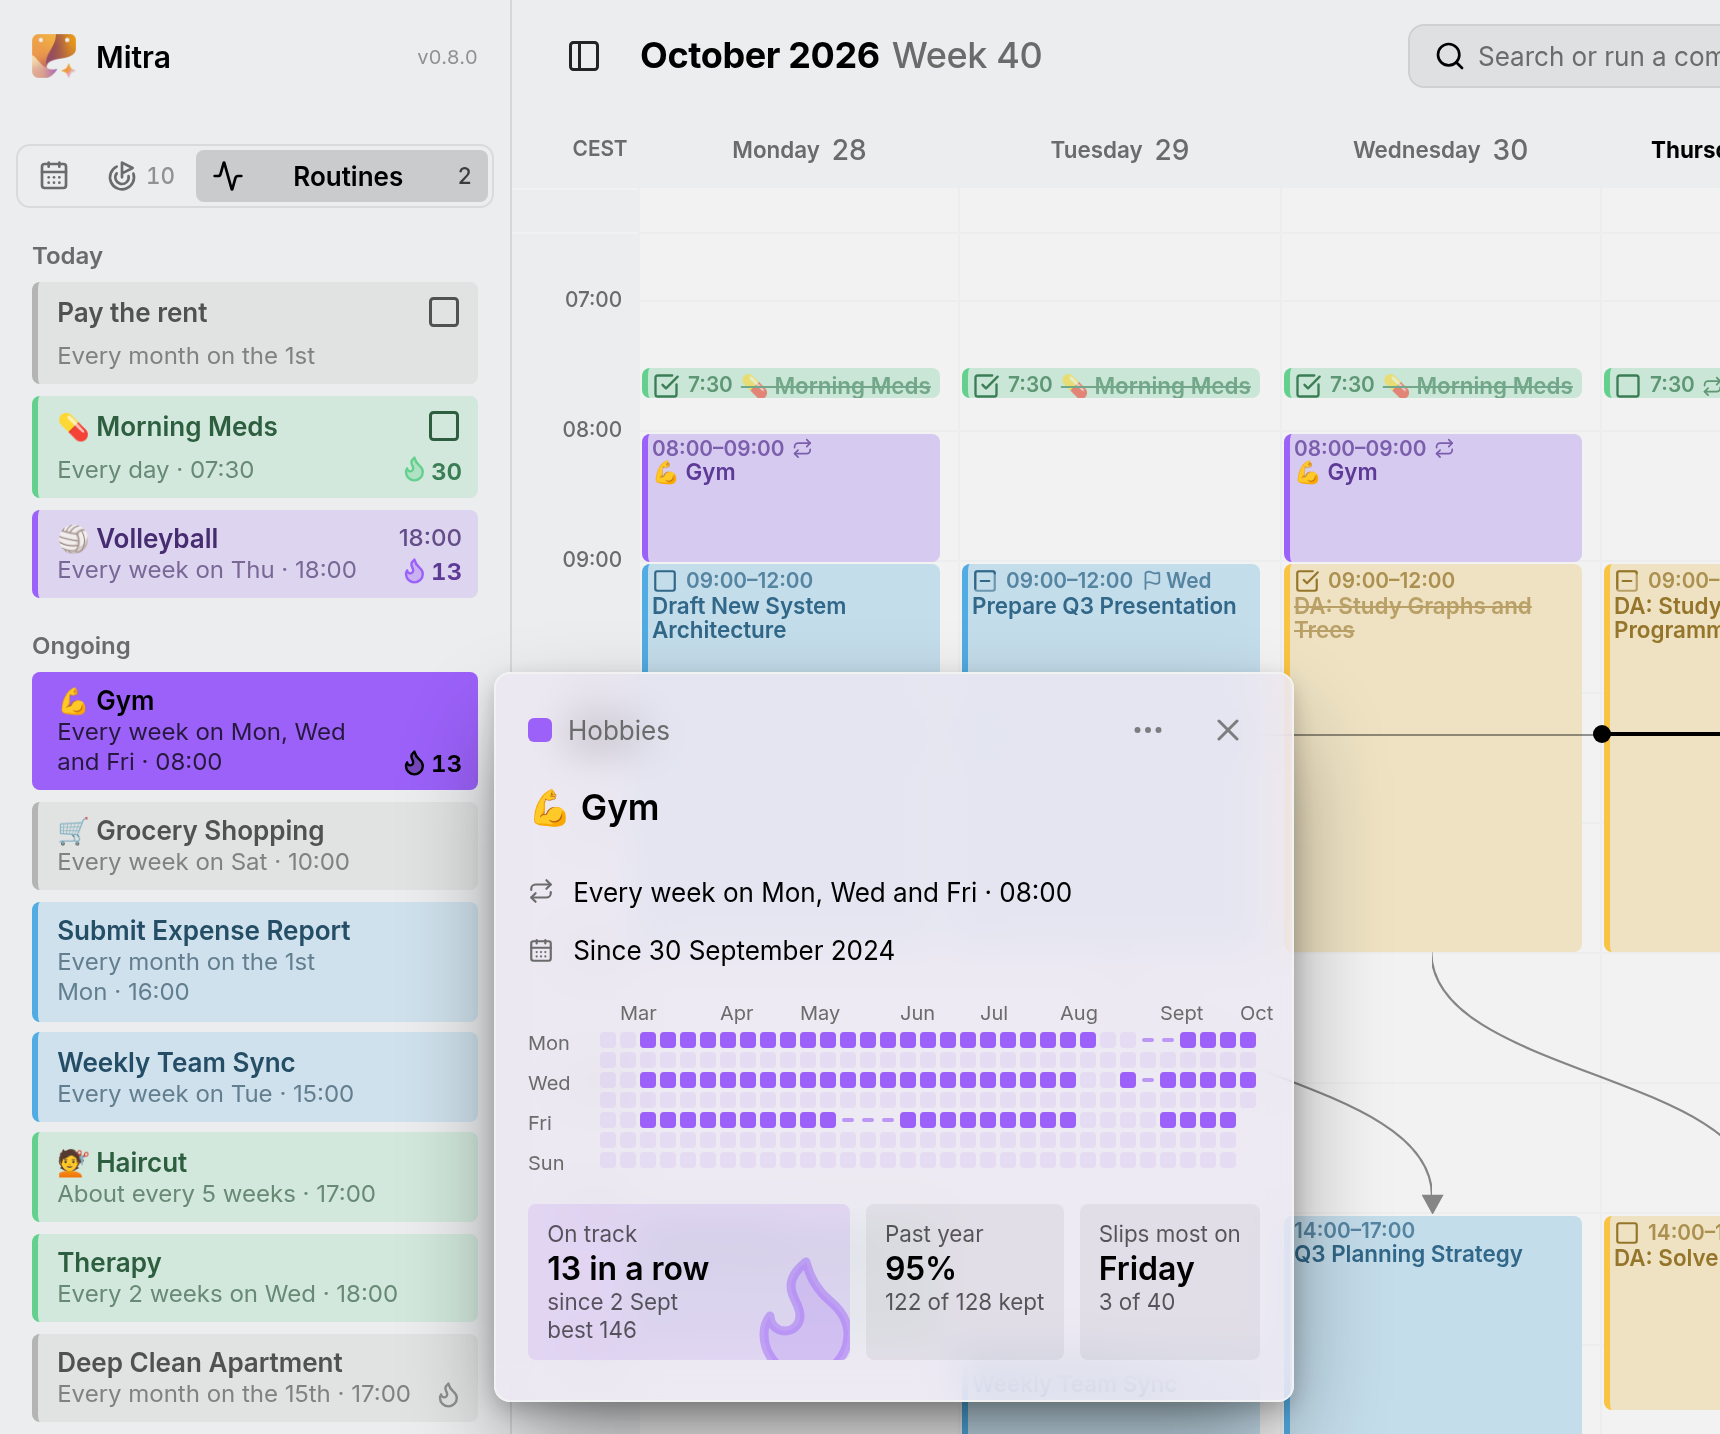 Mitra
v0.8.0
10
Routines
2
Today
Pay the rent
Every month on the 1st
💊 Morning Meds
Every day · 07:30
30
🏐 Volleyball
18:00
Every week on Thu · 18:00
13
Ongoing
💪 Gym
Every week on Mon, Wed
and Fri · 08:00
13
🛒 Grocery Shopping
Every week on Sat · 10:00
Submit Expense Report
Every month on the 1st
Mon · 16:00
Weekly Team Sync
Every week on Tue · 15:00
💇 Haircut
About every 5 weeks · 17:00
Therapy
Every 2 weeks on Wed · 18:00
Deep Clean Apartment
Every month on the 15th · 17:00
October 2026 Week 40
Search or run a com
CEST
Monday 28
Tuesday 29
Wednesday 30
Thurs
07:00
08:00
09:00
7:30 💊 Morning Meds
7:30 💊 Morning Meds
7:30 💊 Morning Meds
7:30
08:00–09:00
💪 Gym
08:00–09:00
💪 Gym
09:00–12:00
Draft New System
Architecture
09:00–12:00 Wed
Prepare Q3 Presentation
09:00–12:00
DA: Study Graphs and
Trees
09:00–
DA: Study
Programm
Hobbies
💪 Gym
Every week on Mon, Wed and Fri · 08:00
Since 30 September 2024
Mar
Apr
May
Jun
Jul
Aug
Sept
Oct
Mon
Wed
Fri
Sun
On track
13 in a row
since 2 Sept
best 146
Past year
95%
122 of 128 kept
Slips most on
Friday
3 of 40
Weekly Team Sync
14:00–17:00
Q3 Planning Strategy
14:00–1
DA: Solve